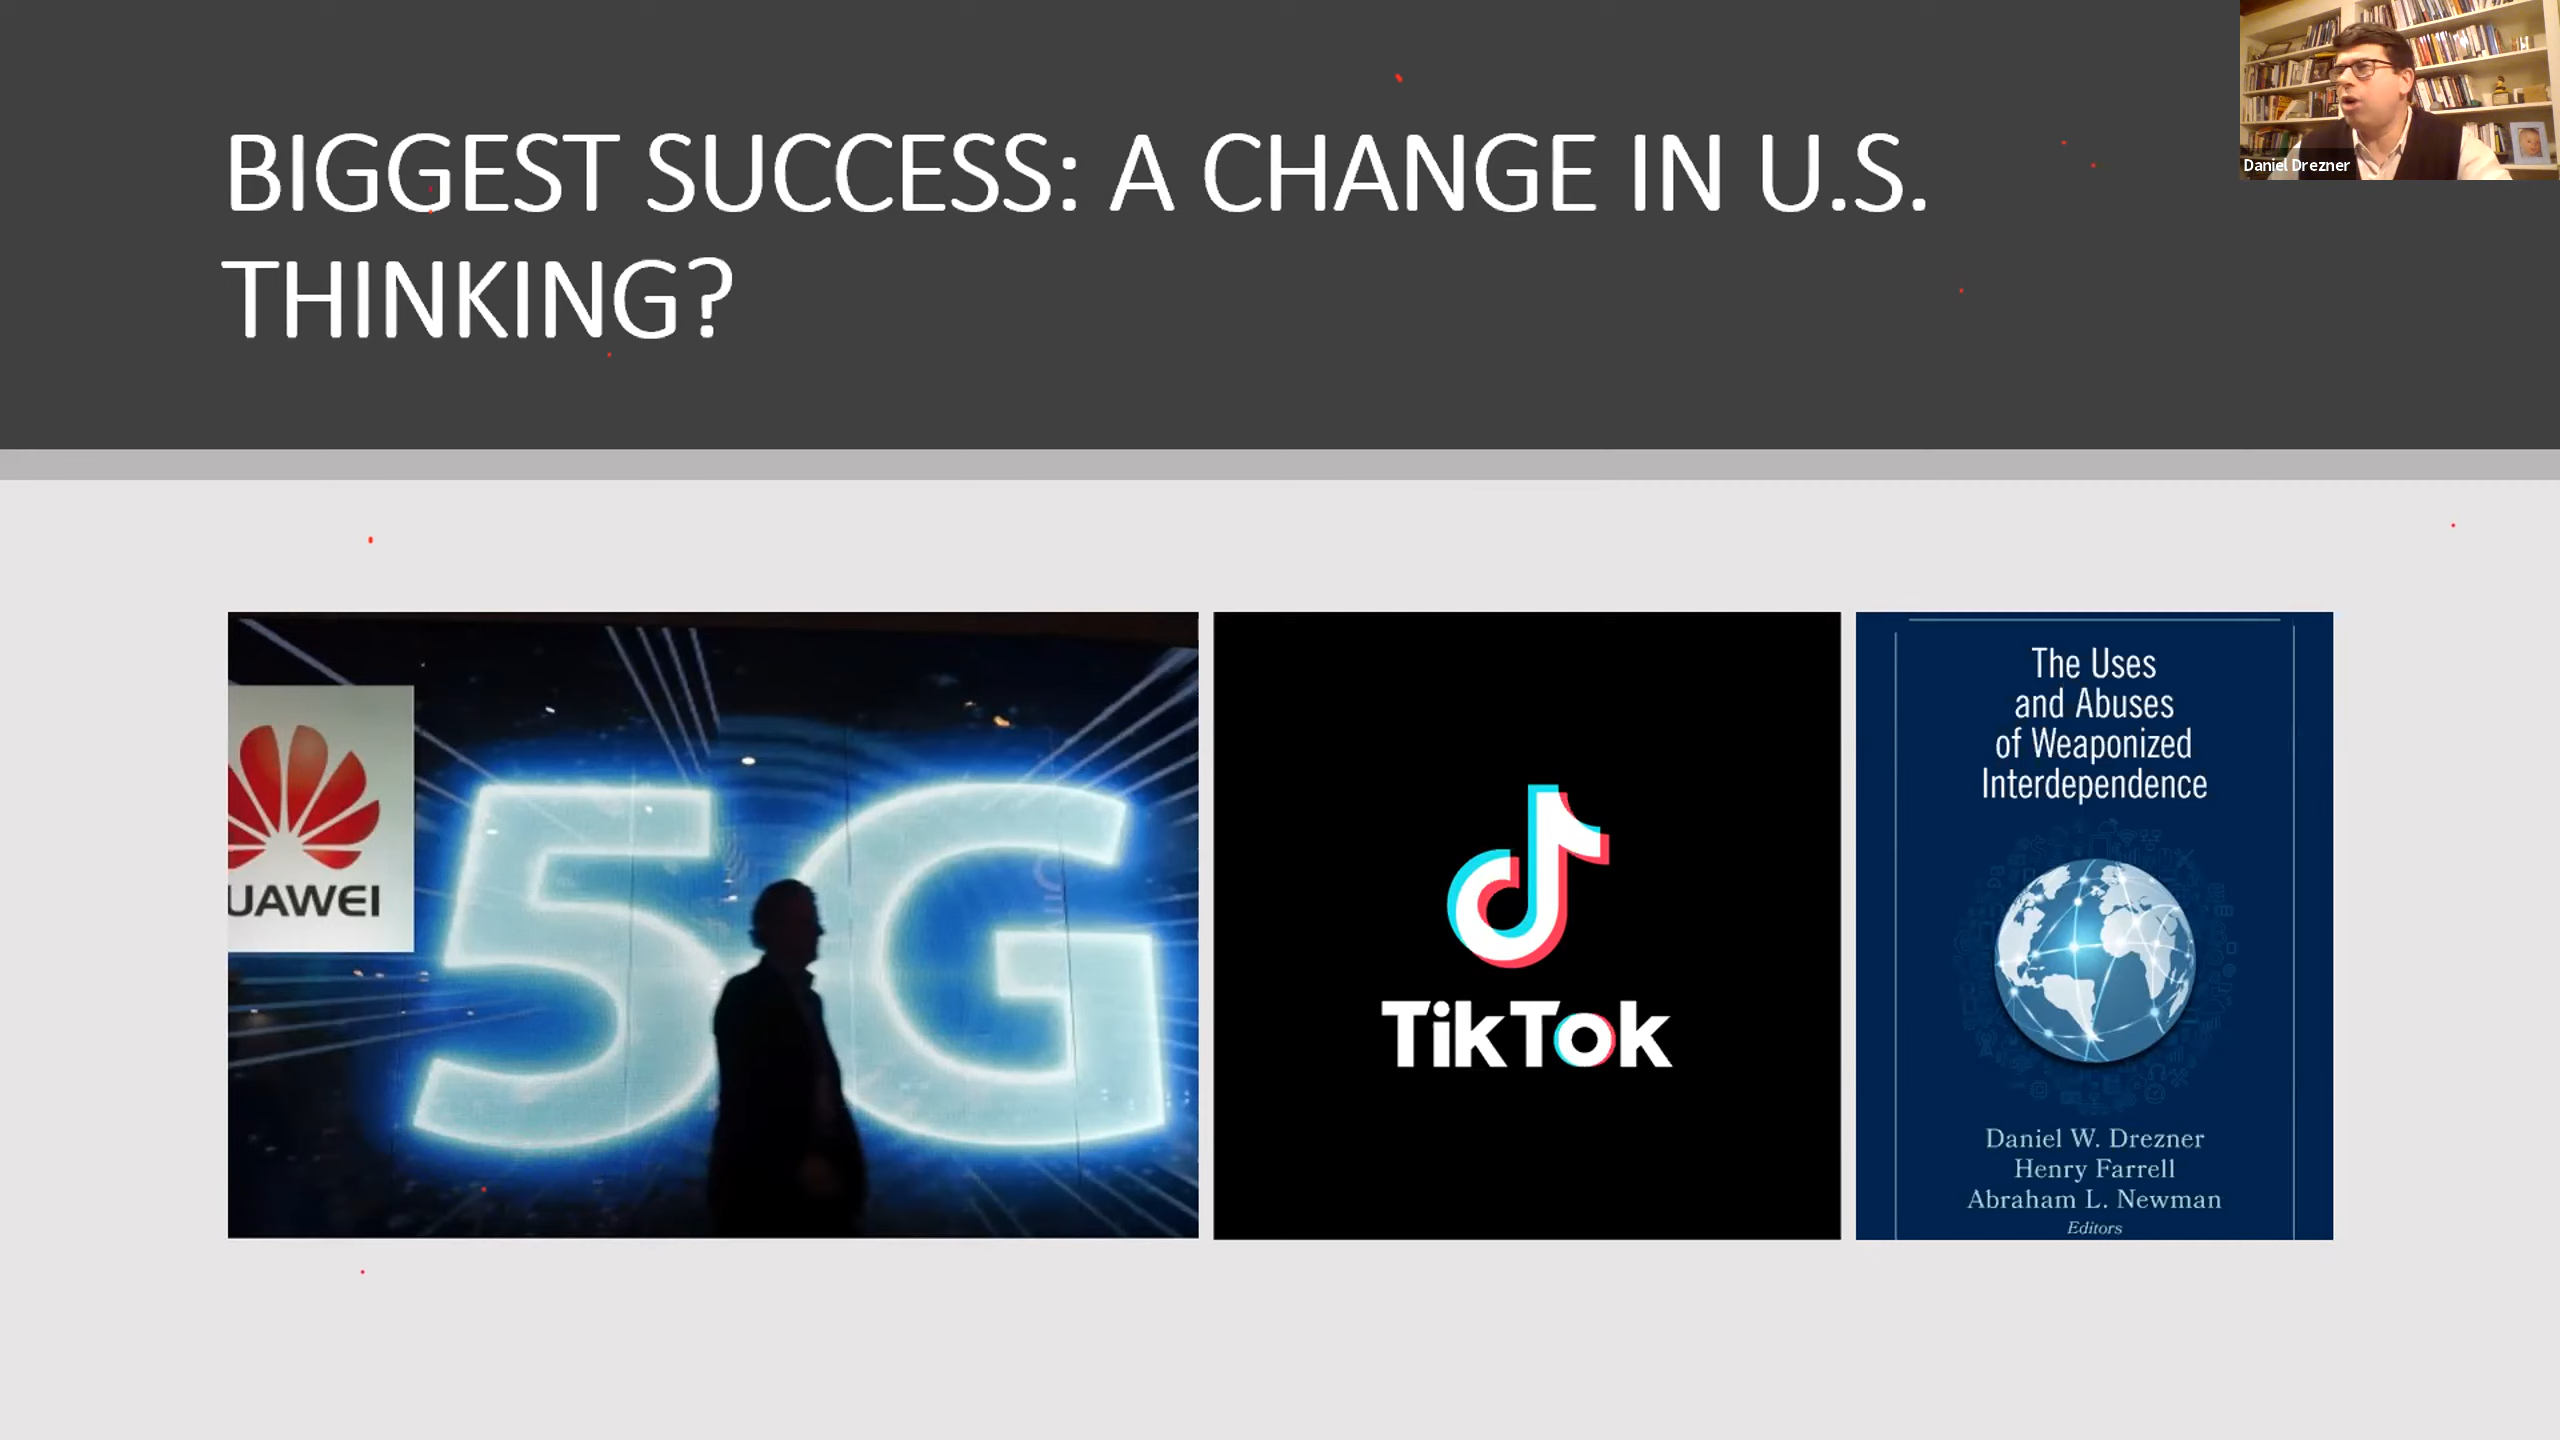 BIGGEST SUCCESS: A CHANGE IN U.S.
THINKING?
Daniel Drezner
UAWEI
5G
TikTok
The Uses
and Abuses
of Weaponized
Interdependence
Daniel W. Drezner
Henry Farrell
Abraham L. Newman
Editors